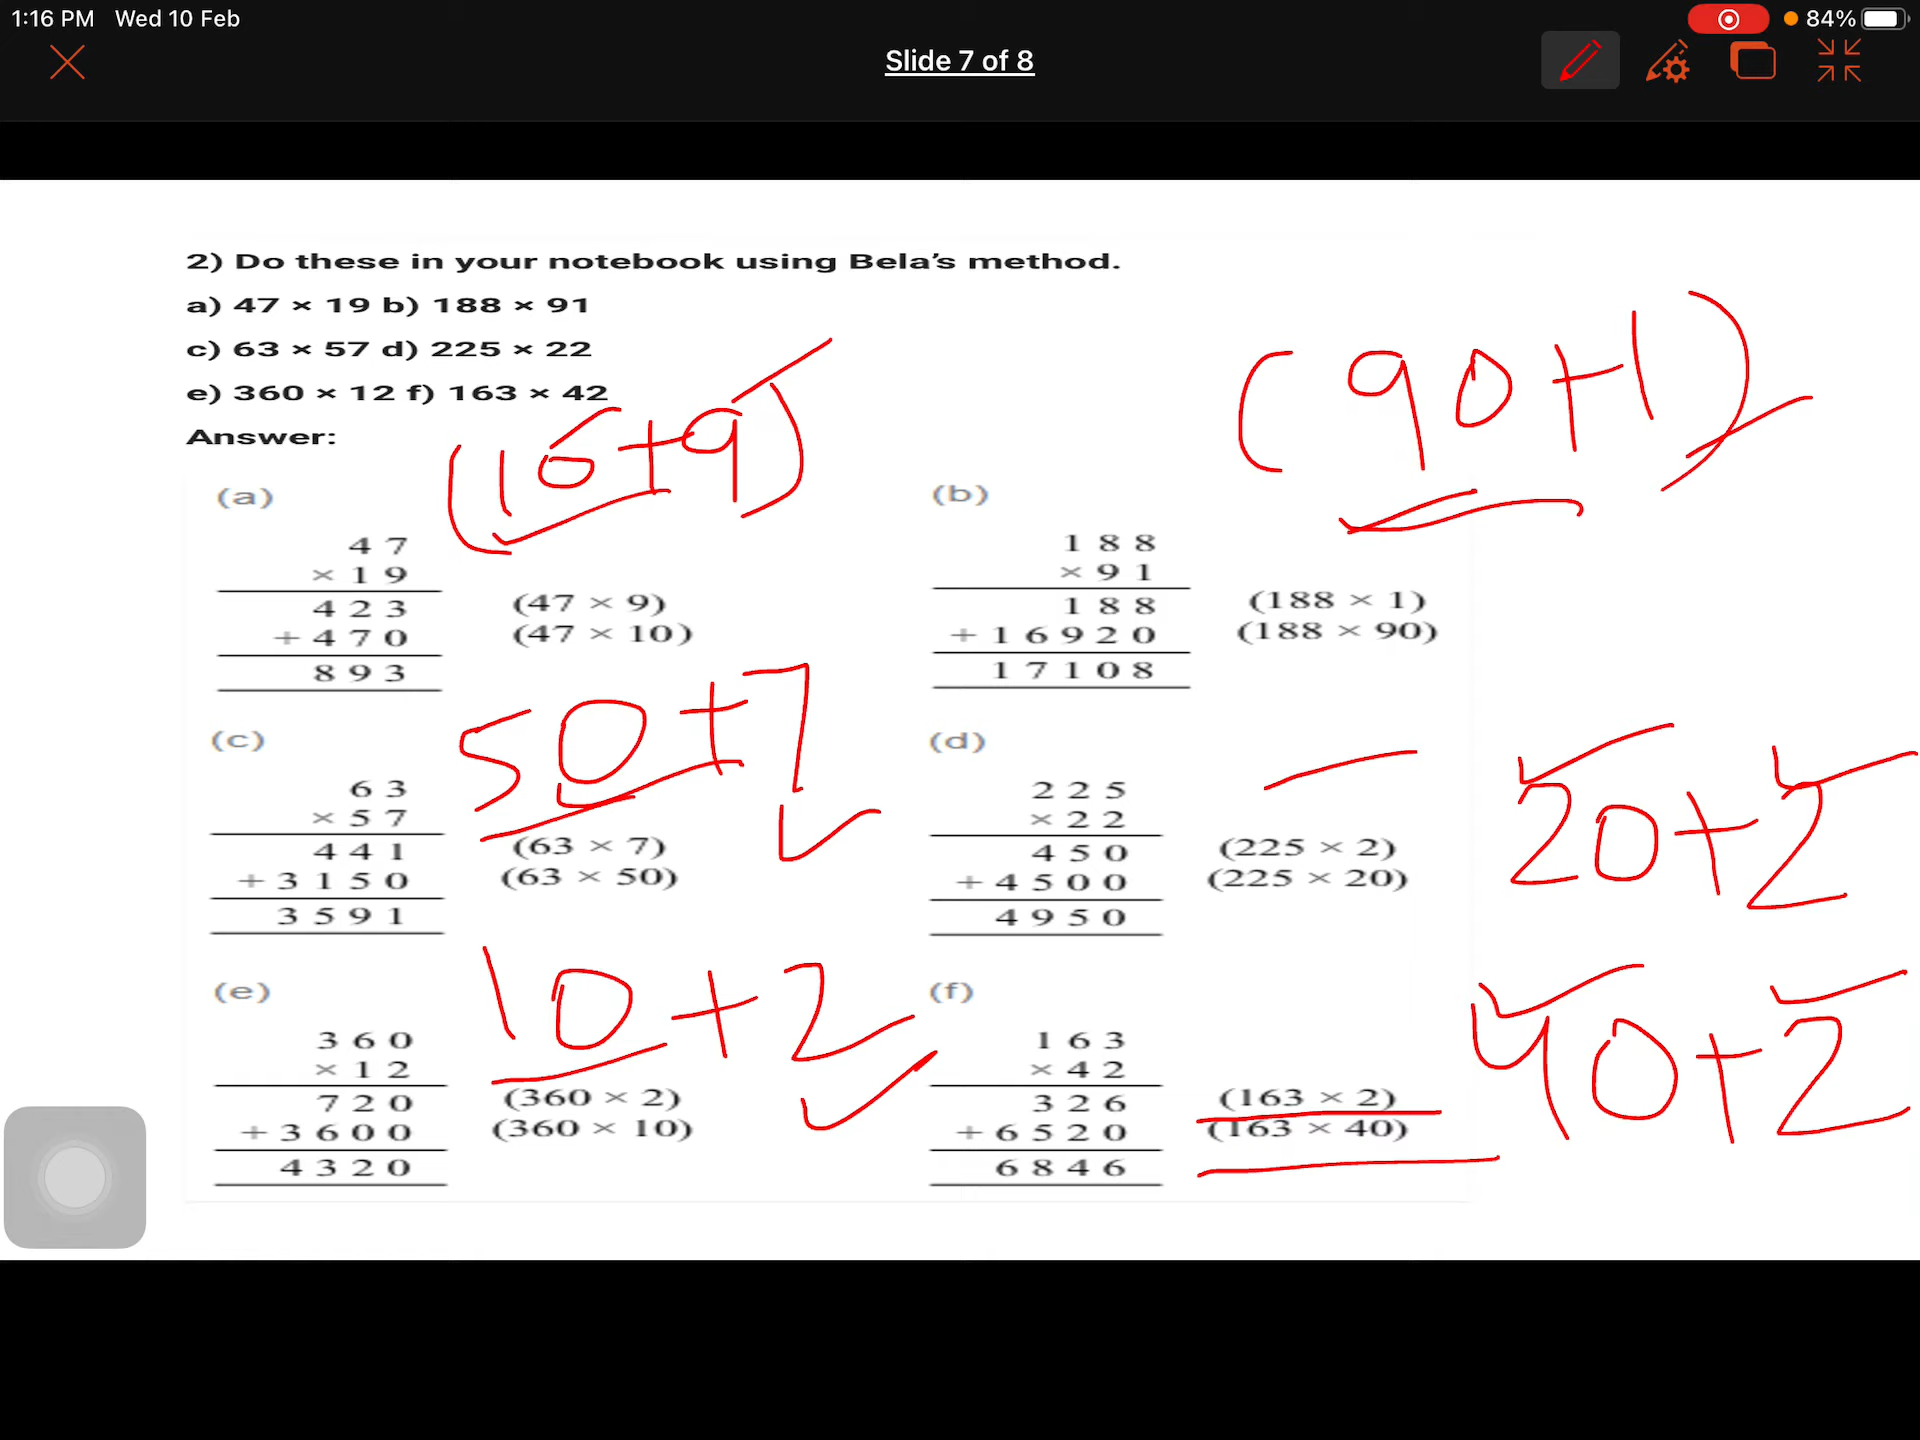 1:16 PM Wed 10 Feb
84%
Slide 7 of 8
2) Do these in your notebook using Bela's method.
a) 47 × 19 b) 188 × 91
c) 63 × 57 d) 225 × 22
e) 360 × 12 f) 163 × 42
Answer:
(10+9)
(90+1)
(a)
47
× 19
423 (47 × 9)
+ 470 (47 × 10)
893
(b)
188
× 91
188 (188 × 1)
+ 16920 (188 × 90)
17108
(c)
50+7
63
× 57
441 (63 × 7)
+ 3150 (63 × 50)
3591
(d)
20+2
225
× 22
450 (225 × 2)
+ 4500 (225 × 20)
4950
(e)
10+2
360
× 12
720 (360 × 2)
+ 3600 (360 × 10)
4320
(f)
40+2
163
× 42
326 (163 × 2)
+ 6520 (163 × 40)
6846